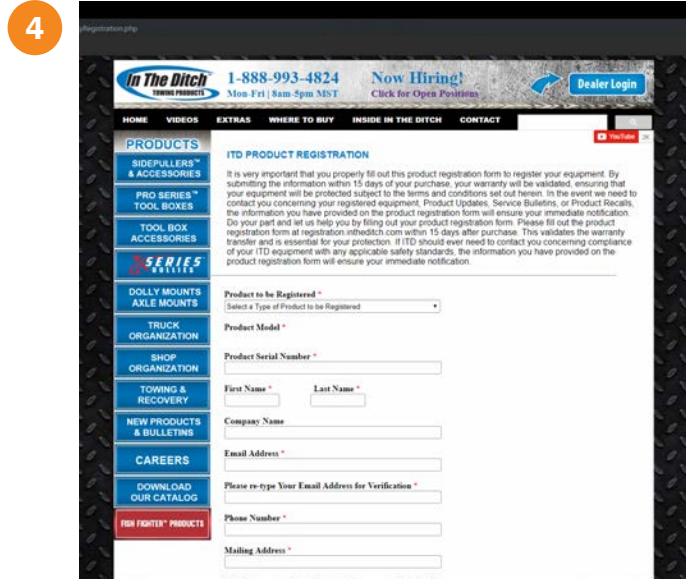 4
pRegistration.php
In The Ditch
TOWING PRODUCTS
1-888-993-4824
Mon-Fri | 8am-5pm MST
Now Hiring!
Click for Open Positions
Dealer Login
HOME VIDEOS EXTRAS WHERE TO BUY INSIDE IN THE DITCH CONTACT
YouTube
PRODUCTS
SIDEPULLERS™
& ACCESSORIES
PRO SERIES™
TOOL BOXES
TOOL BOX
ACCESSORIES
SERIES
DOLLIES
DOLLY MOUNTS
AXLE MOUNTS
TRUCK
ORGANIZATION
SHOP
ORGANIZATION
TOWING &
RECOVERY
NEW PRODUCTS
& BULLETINS
CAREERS
DOWNLOAD
OUR CATALOG
FISH FIGHTER™ PRODUCTS
ITD PRODUCT REGISTRATION
It is very important that you properly fill out this product registration form to register your equipment. By
submitting the information within 15 days of your purchase, your warranty will be validated, ensuring that
your equipment will be protected subject to the terms and conditions set out herein. In the event we need to
contact you concerning your registered equipment, Product Updates, Service Bulletins, or Product Recalls,
the information you have provided on the product registration form will ensure your immediate notification.
Do your part and let us help you by filling out your product registration form. Please fill out the product
registration form at registration.intheditch.com within 15 days after purchase. This validates the warranty
transfer and is essential for your protection. If ITD should ever need to contact you concerning compliance
of your ITD equipment with any applicable safety standards, the information you have provided on the
product registration form will ensure your immediate notification.
Product to be Registered *
Select a Type of Product to be Registered
Product Model *
Product Serial Number *
First Name * Last Name *
Company Name
Email Address *
Please re-type Your Email Address for Verification *
Phone Number *
Mailing Address *